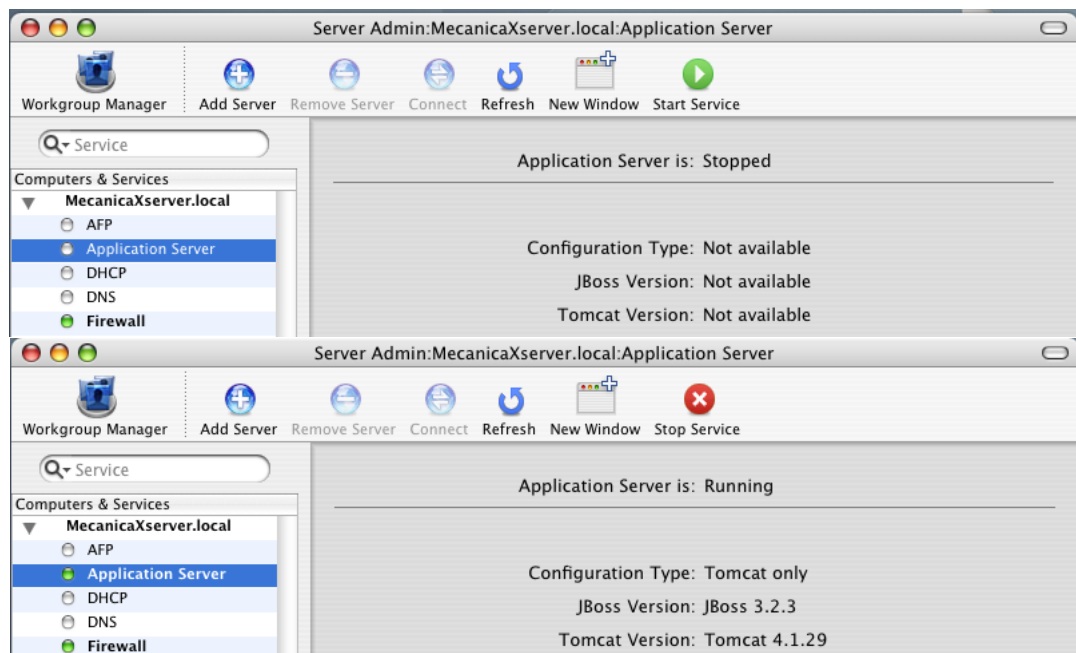 Server Admin:MecanicaXserver.local:Application Server
Workgroup Manager Add Server Remove Server Connect Refresh New Window Start Service
Service
Application Server is: Stopped
Computers & Services
MecanicaXserver.local
AFP
Application Server
Configuration Type: Not available
DHCP
JBoss Version: Not available
DNS
Tomcat Version: Not available
Firewall
Server Admin:MecanicaXserver.local:Application Server
Workgroup Manager Add Server Remove Server Connect Refresh New Window Stop Service
Service
Application Server is: Running
Computers & Services
MecanicaXserver.local
AFP
Application Server
Configuration Type: Tomcat only
DHCP
JBoss Version: JBoss 3.2.3
DNS
Tomcat Version: Tomcat 4.1.29
Firewall